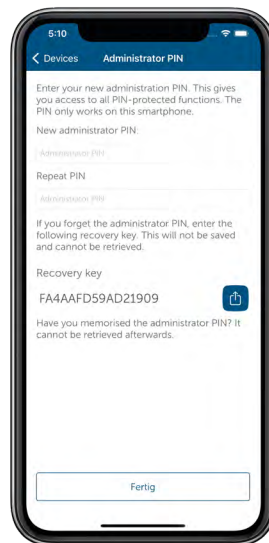 5:10
Devices Administrator PIN
Enter your new administration PIN. This gives
you access to all PIN-protected functions. The
PIN only works on this smartphone.
New administrator PIN:
Administrator PIN
Repeat PIN
Administrator PIN
If you forget the administrator PIN, enter the
following recovery key. This will not be saved
and cannot be retrieved.
Recovery key
FA4AAFD59AD21909
Have you memorised the administrator PIN? It
cannot be retrieved afterwards.
Fertig